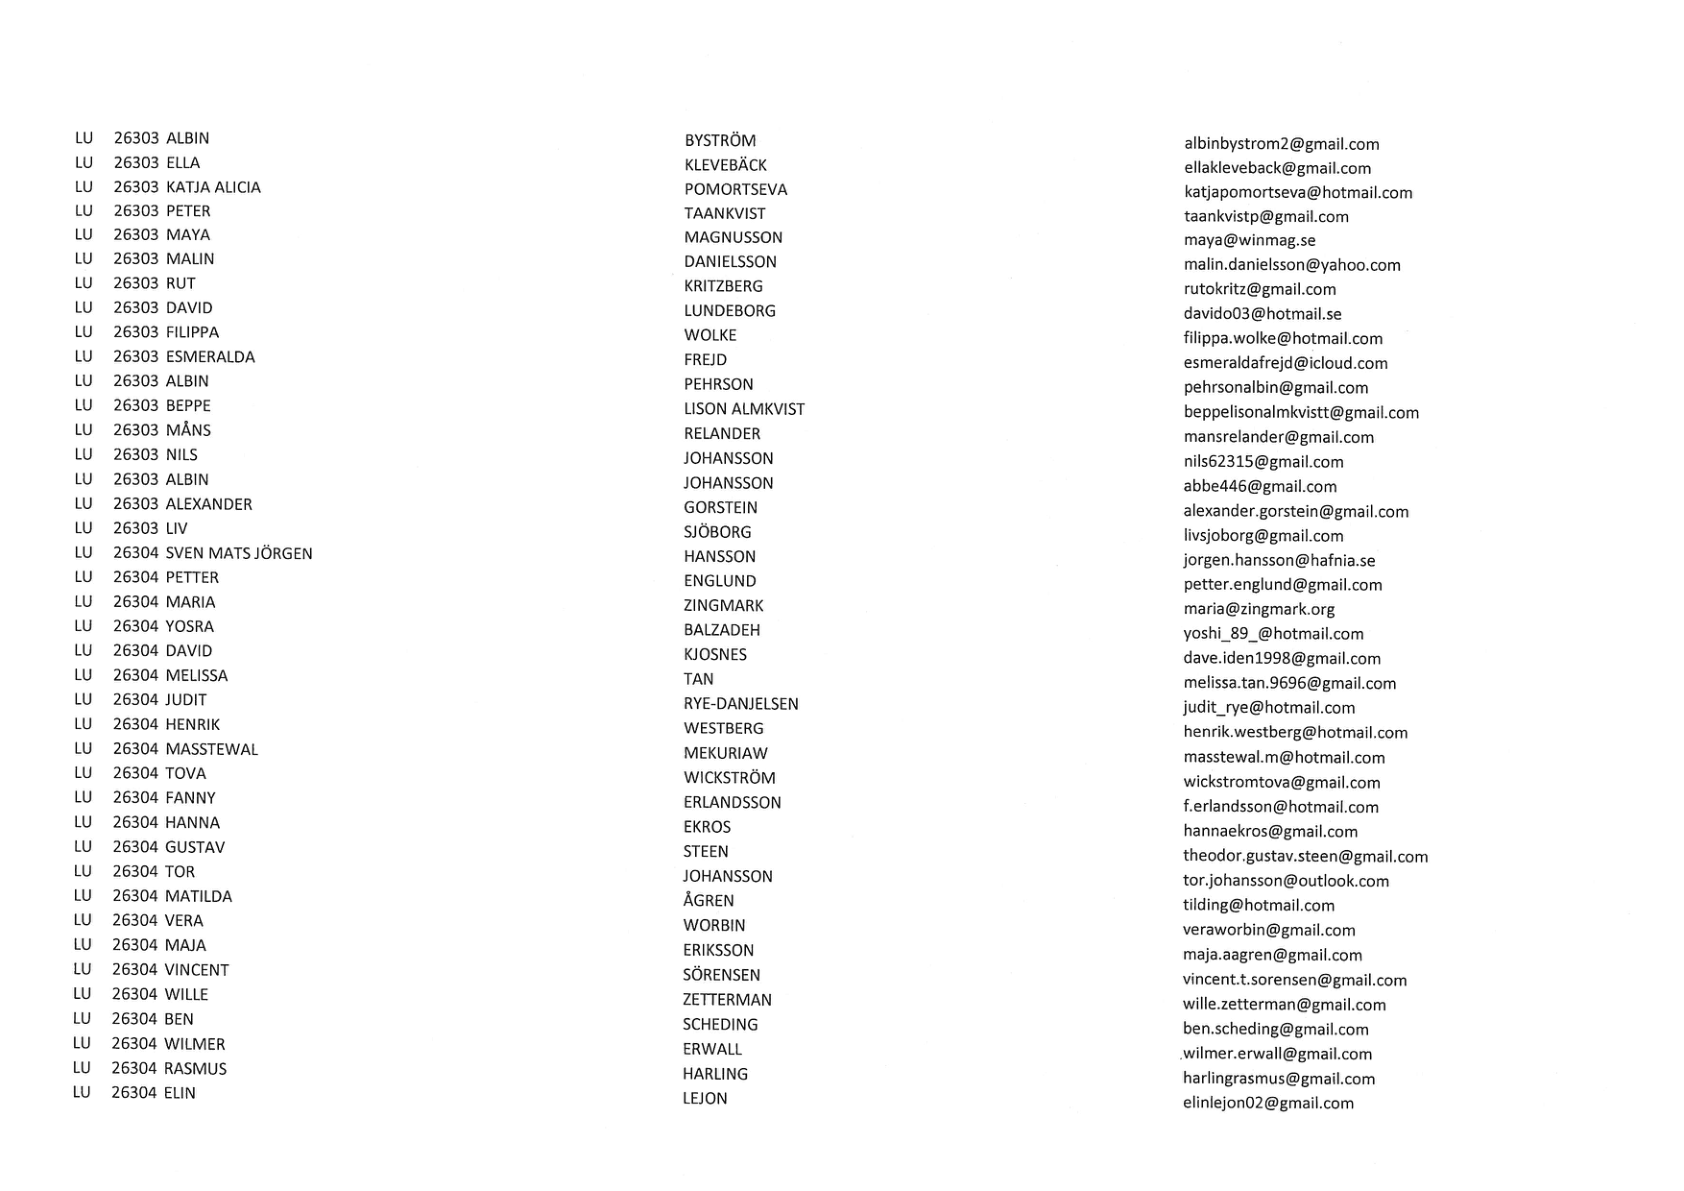 LU 26303 ALBIN BYSTRÖM albinbystrom2@gmail.com
LU 26303 ELLA KLEVEBÄCK ellakleveback@gmail.com
LU 26303 KATJA ALICIA POMORTSEVA katjapomortseva@hotmail.com
LU 26303 PETER TAANKVIST taankvistp@gmail.com
LU 26303 MAYA MAGNUSSON maya@winmag.se
LU 26303 MALIN DANIELSSON malin.danielsson@yahoo.com
LU 26303 RUT KRITZBERG rutokritz@gmail.com
LU 26303 DAVID LUNDEBORG davido03@hotmail.se
LU 26303 FILIPPA WOLKE filippa.wolke@hotmail.com
LU 26303 ESMERALDA FREJD esmeraldafrejd@icloud.com
LU 26303 ALBIN PEHRSON pehrsonalbin@gmail.com
LU 26303 BEPPE LISON ALMKVIST beppelisonalmkvistt@gmail.com
LU 26303 MÅNS RELANDER mansrelander@gmail.com
LU 26303 NILS JOHANSSON nils62315@gmail.com
LU 26303 ALBIN JOHANSSON abbe446@gmail.com
LU 26303 ALEXANDER GORSTEIN alexander.gorstein@gmail.com
LU 26303 LIV SJÖBORG livsjoborg@gmail.com
LU 26304 SVEN MATS JÖRGEN HANSSON jorgen.hansson@hafnia.se
LU 26304 PETTER ENGLUND petter.englund@gmail.com
LU 26304 MARIA ZINGMARK maria@zingmark.org
LU 26304 YOSRA BALZADEH yoshi_89_@hotmail.com
LU 26304 DAVID KJOSNES dave.iden1998@gmail.com
LU 26304 MELISSA TAN melissa.tan.9696@gmail.com
LU 26304 JUDIT RYE-DANJELSEN judit_rye@hotmail.com
LU 26304 HENRIK WESTBERG henrik.westberg@hotmail.com
LU 26304 MASSTEWAL MEKURIAW masstewal.m@hotmail.com
LU 26304 TOVA WICKSTRÖM wickstromtova@gmail.com
LU 26304 FANNY ERLANDSSON f.erlandsson@hotmail.com
LU 26304 HANNA EKROS hannaekros@gmail.com
LU 26304 GUSTAV STEEN theodor.gustav.steen@gmail.com
LU 26304 TOR JOHANSSON tor.johansson@outlook.com
LU 26304 MATILDA ÅGREN tilding@hotmail.com
LU 26304 VERA WORBIN veraworbin@gmail.com
LU 26304 MAJA ERIKSSON maja.aagren@gmail.com
LU 26304 VINCENT SÖRENSEN vincent.t.sorensen@gmail.com
LU 26304 WILLE ZETTERMAN wille.zetterman@gmail.com
LU 26304 BEN SCHEDING ben.scheding@gmail.com
LU 26304 WILMER ERWALL wilmer.erwall@gmail.com
LU 26304 RASMUS HARLING harlingrasmus@gmail.com
LU 26304 ELIN LEJON elinlejon02@gmail.com